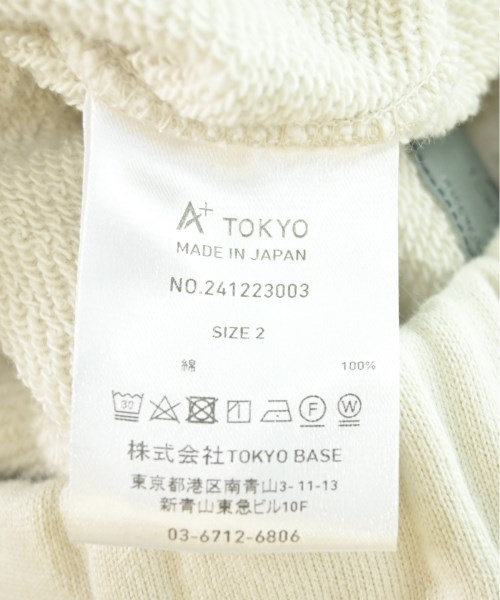 A+ TOKYO
MADE IN JAPAN
NO.241223003
SIZE 2
綿 100%
30 F W
株式会社TOKYO BASE
東京都港区南青山3-11-13
新青山東急ビル10F
03-6712-6806